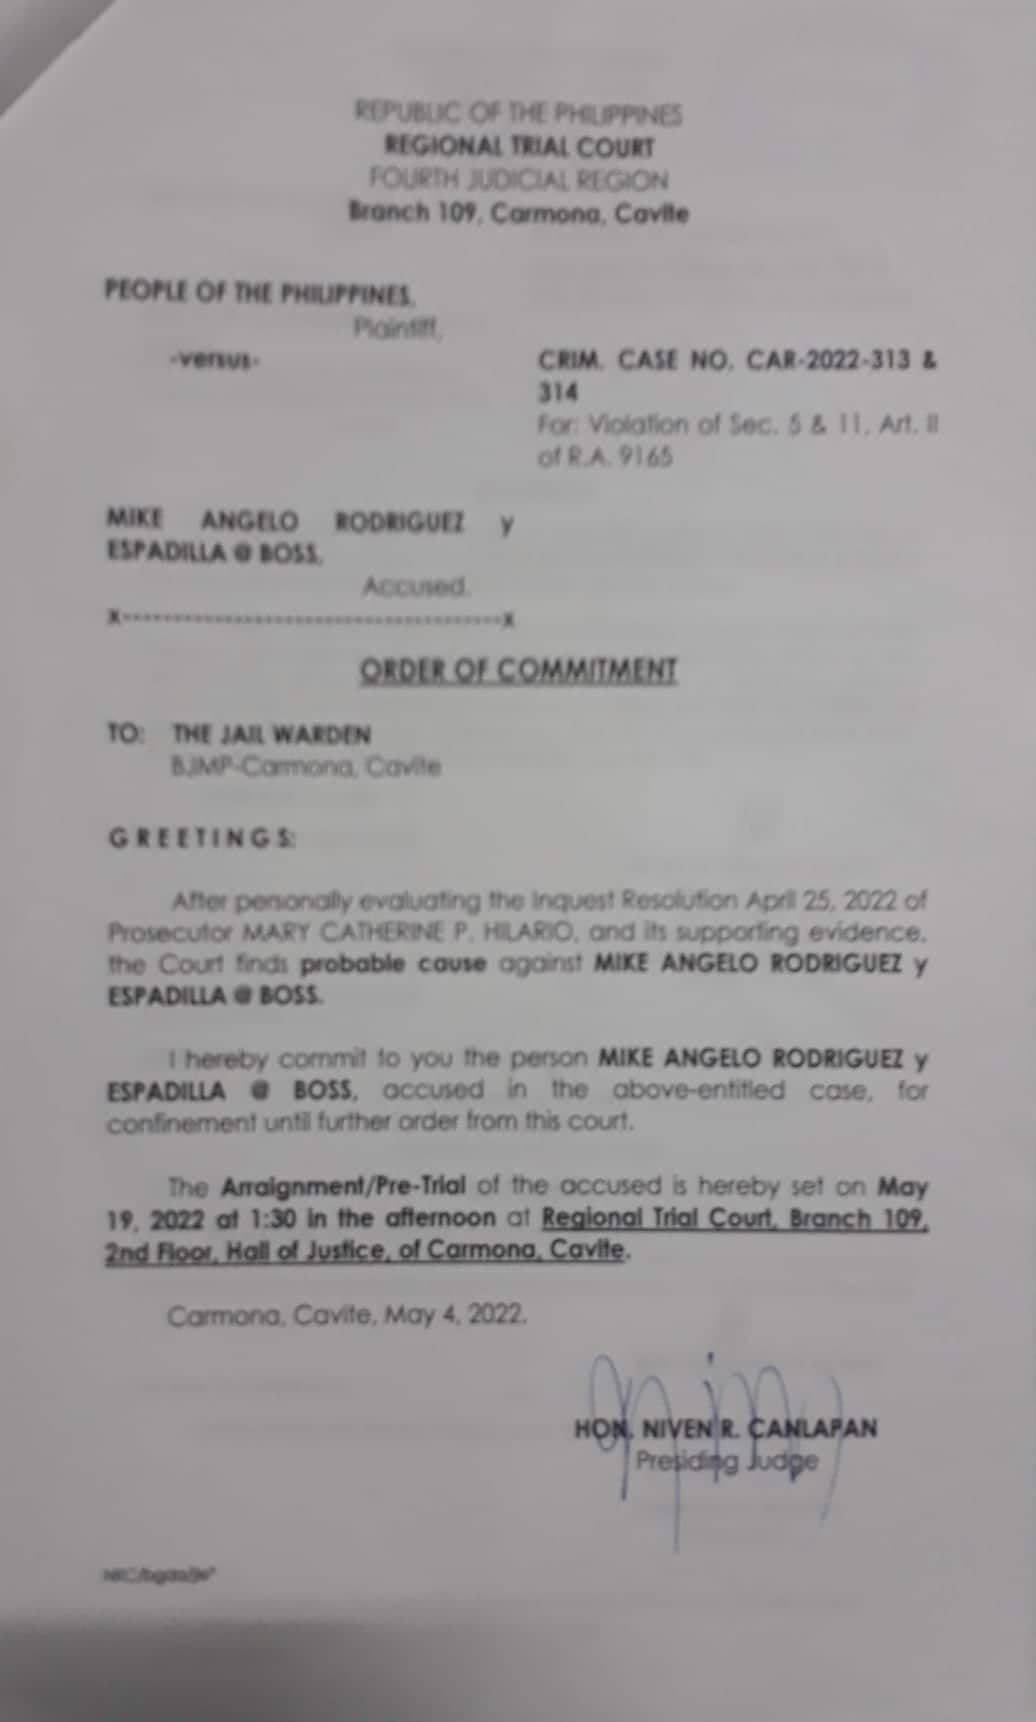 REPUBLIC OF THE PHILIPPINES
REGIONAL TRIAL COURT
FOURTH JUDICIAL REGION
Branch 109, Carmona, Cavite
PEOPLE OF THE PHILIPPINES,
Plaintiff,
-versus-
CRIM. CASE NO. CAR-2022-313 &
314
For: Violation of Sec. 5 & 11, Art. II
of R.A. 9165
MIKE ANGELO RODRIGUEZ y
ESPADILLA @ BOSS,
Accused.
x-------------------------------------x
ORDER OF COMMITMENT
TO: THE JAIL WARDEN
BJMP-Carmona, Cavite
G R E E T I N G S:
After personally evaluating the Inquest Resolution April 25, 2022 of
Prosecutor MARY CATHERINE P. HILARIO, and its supporting evidence,
the Court finds probable cause against MIKE ANGELO RODRIGUEZ y
ESPADILLA @ BOSS.
I hereby commit to you the person MIKE ANGELO RODRIGUEZ y
ESPADILLA @ BOSS, accused in the above-entitled case, for
confinement until further order from this court.
The Arraignment/Pre-Trial of the accused is hereby set on May
19, 2022 at 1:30 in the afternoon at Regional Trial Court, Branch 109,
2nd Floor, Hall of Justice, of Carmona, Cavite.
Carmona, Cavite, May 4, 2022.
HON. NIVEN R. CANLAPAN
Presiding Judge